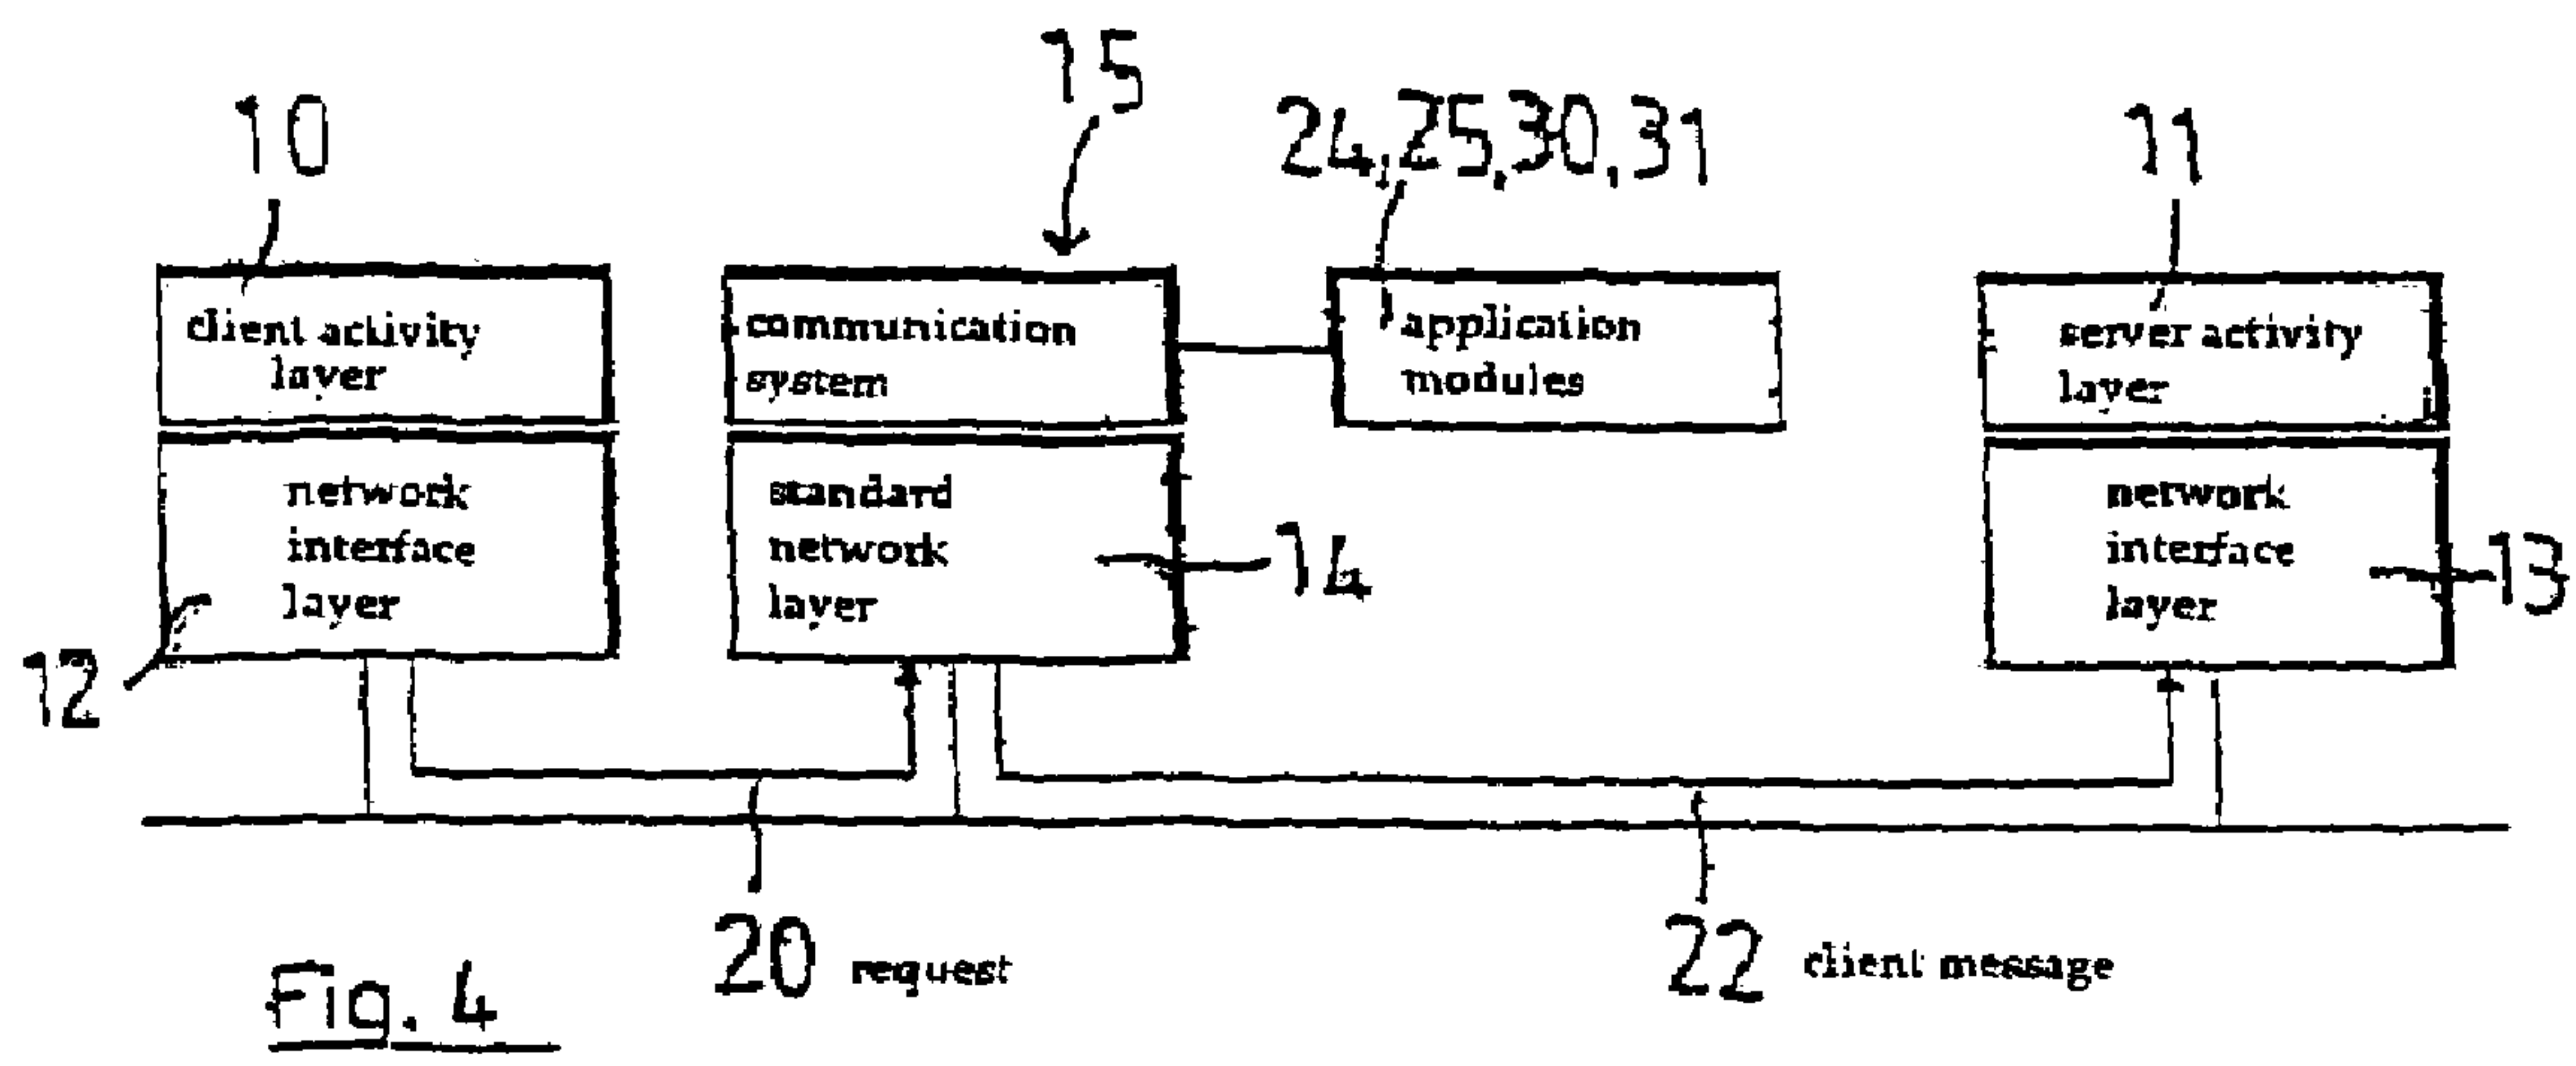 15
10
24,25,30,31
11
client activity
layer
communication
system
application
modules
server activity
layer
network
interface
layer
standard
network
layer
network
interface
layer
14
13
12
20 request
22 client message
Fig. 4